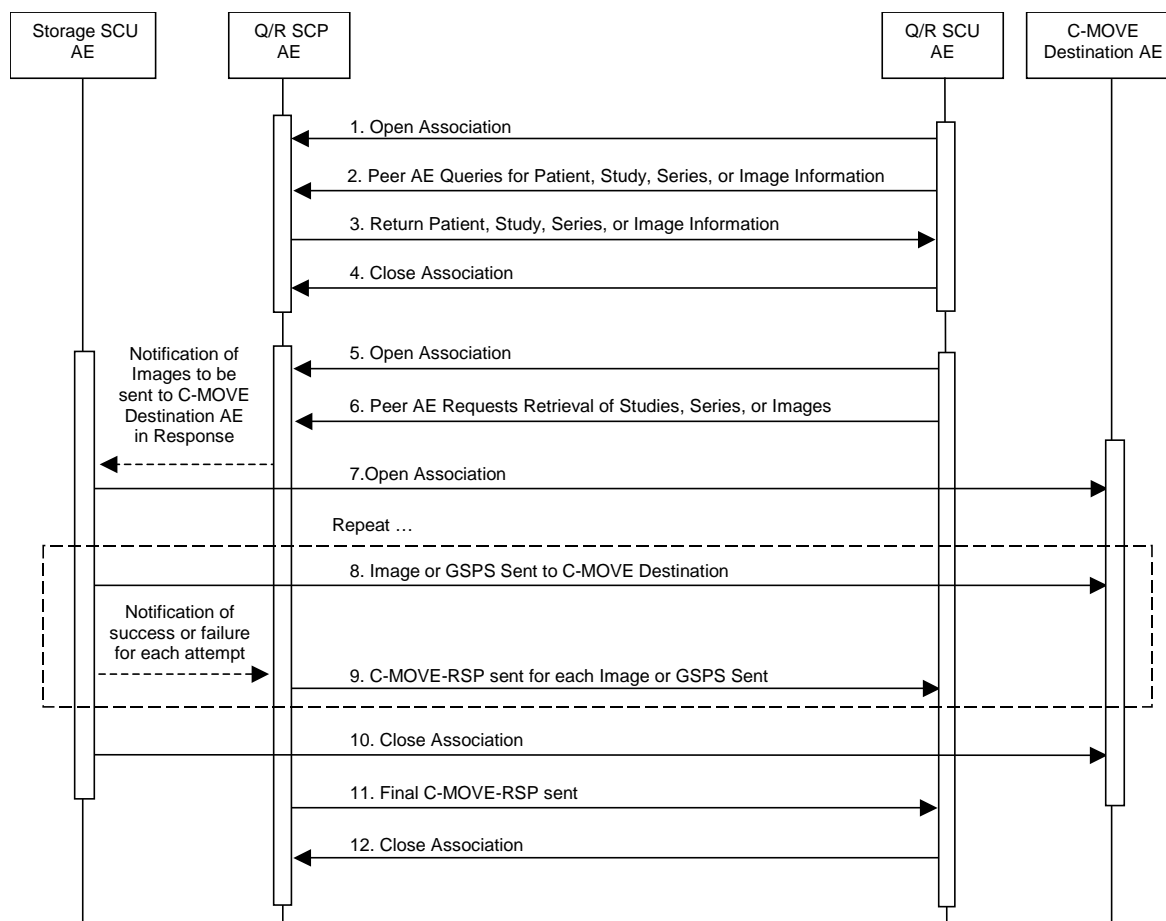 Storage SCU
AE
Q/R SCP
AE
Q/R SCU
AE
C-MOVE
Destination AE
1. Open Association
2. Peer AE Queries for Patient, Study, Series, or Image Information
3. Return Patient, Study, Series, or Image Information
4. Close Association
Notification of
Images to be
sent to C-MOVE
Destination AE
in Response
5. Open Association
6. Peer AE Requests Retrieval of Studies, Series, or Images
7.Open Association
Repeat …
8. Image or GSPS Sent to C-MOVE Destination
Notification of
success or failure
for each attempt
9. C-MOVE-RSP sent for each Image or GSPS Sent
10. Close Association
11. Final C-MOVE-RSP sent
12. Close Association